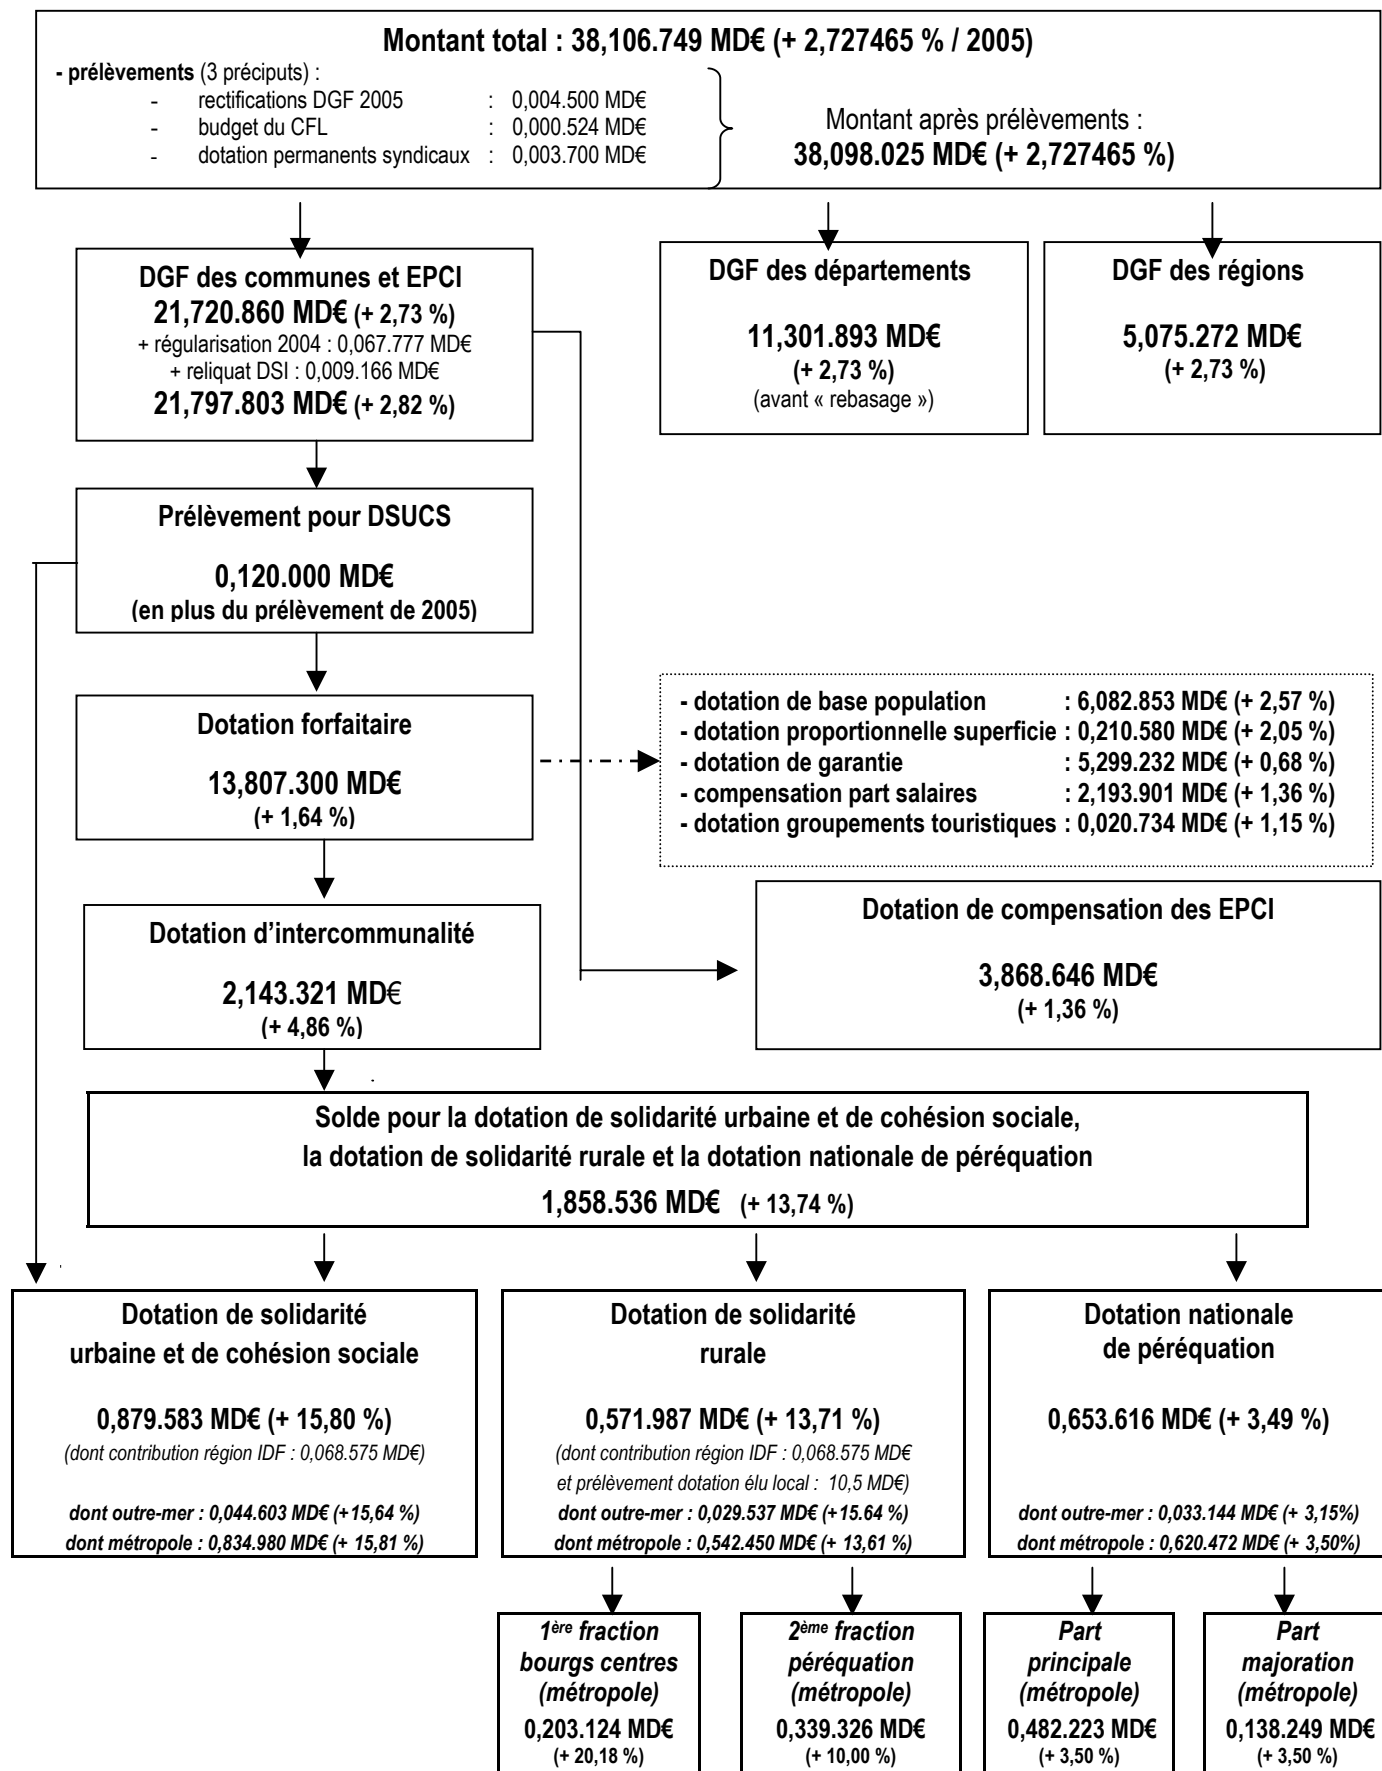 Montant total : 38,106.749 MD€ (+ 2,727465 % / 2005)
- prélèvements (3 préciputs) :
- rectifications DGF 2005 : 0,004.500 MD€
- budget du CFL : 0,000.524 MD€
- dotation permanents syndicaux : 0,003.700 MD€
Montant après prélèvements :
38,098.025 MD€ (+ 2,727465 %)
DGF des communes et EPCI
21,720.860 MD€ (+ 2,73 %)
+ régularisation 2004 : 0,067.777 MD€
+ reliquat DSI : 0,009.166 MD€
21,797.803 MD€ (+ 2,82 %)
DGF des départements
11,301.893 MD€
(+ 2,73 %)
(avant « rebasage »)
DGF des régions
5,075.272 MD€
(+ 2,73 %)
Prélèvement pour DSUCS
0,120.000 MD€
(en plus du prélèvement de 2005)
Dotation forfaitaire
13,807.300 MD€
(+ 1,64 %)
- dotation de base population : 6,082.853 MD€ (+ 2,57 %)
- dotation proportionnelle superficie : 0,210.580 MD€ (+ 2,05 %)
- dotation de garantie : 5,299.232 MD€ (+ 0,68 %)
- compensation part salaires : 2,193.901 MD€ (+ 1,36 %)
- dotation groupements touristiques : 0,020.734 MD€ (+ 1,15 %)
Dotation d'intercommunalité
2,143.321 MD€
(+ 4,86 %)
Dotation de compensation des EPCI
3,868.646 MD€
(+ 1,36 %)
Solde pour la dotation de solidarité urbaine et de cohésion sociale,
la dotation de solidarité rurale et la dotation nationale de péréquation
1,858.536 MD€ (+ 13,74 %)
Dotation de solidarité
urbaine et de cohésion sociale
0,879.583 MD€ (+ 15,80 %)
(dont contribution région IDF : 0,068.575 MD€)
dont outre-mer : 0,044.603 MD€ (+15,64 %)
dont métropole : 0,834.980 MD€ (+ 15,81 %)
Dotation de solidarité
rurale
0,571.987 MD€ (+ 13,71 %)
(dont contribution région IDF : 0,068.575 MD€
et prélèvement dotation élu local : 10,5 MD€)
dont outre-mer : 0,029.537 MD€ (+15.64 %)
dont métropole : 0,542.450 MD€ (+ 13,61 %)
Dotation nationale
de péréquation
0,653.616 MD€ (+ 3,49 %)
dont outre-mer : 0,033.144 MD€ (+ 3,15%)
dont métropole : 0,620.472 MD€ (+ 3,50%)
1ère fraction
bourgs centres
(métropole)
0,203.124 MD€
(+ 20,18 %)
2ème fraction
péréquation
(métropole)
0,339.326 MD€
(+ 10,00 %)
Part
principale
(métropole)
0,482.223 MD€
(+ 3,50 %)
Part
majoration
(métropole)
0,138.249 MD€
(+ 3,50 %)